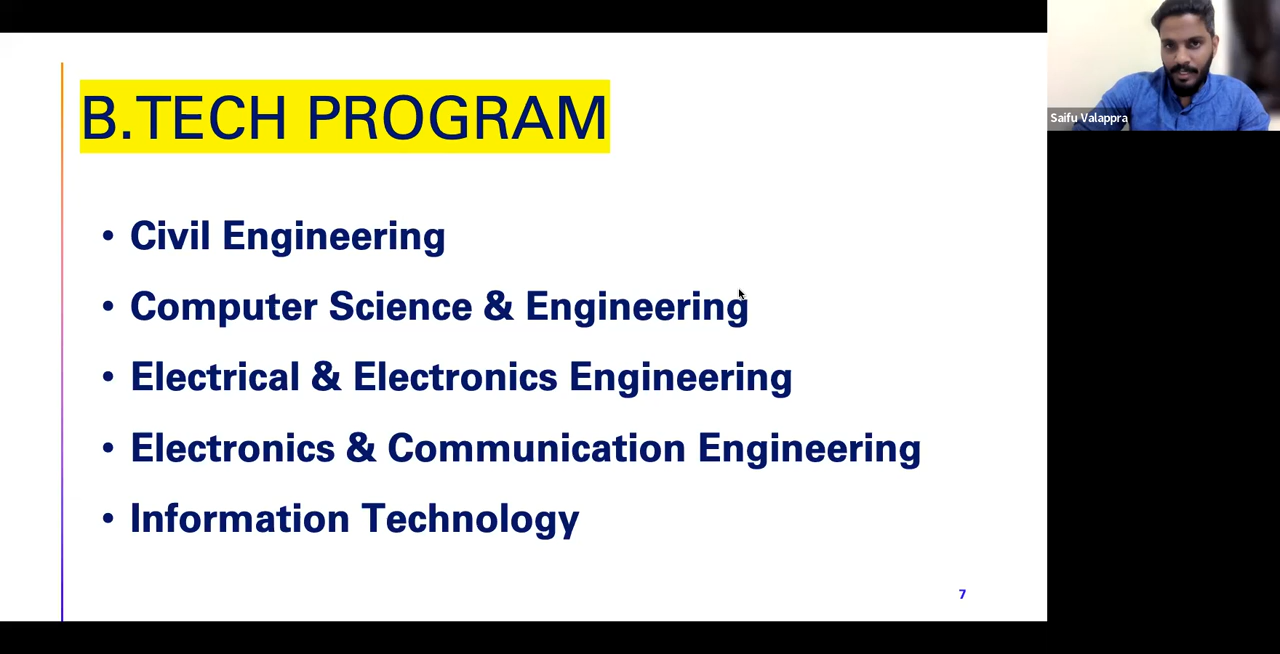 B.TECH PROGRAM
• Civil Engineering
• Computer Science & Engineering
• Electrical & Electronics Engineering
• Electronics & Communication Engineering
• Information Technology
7
Saifu Valappra